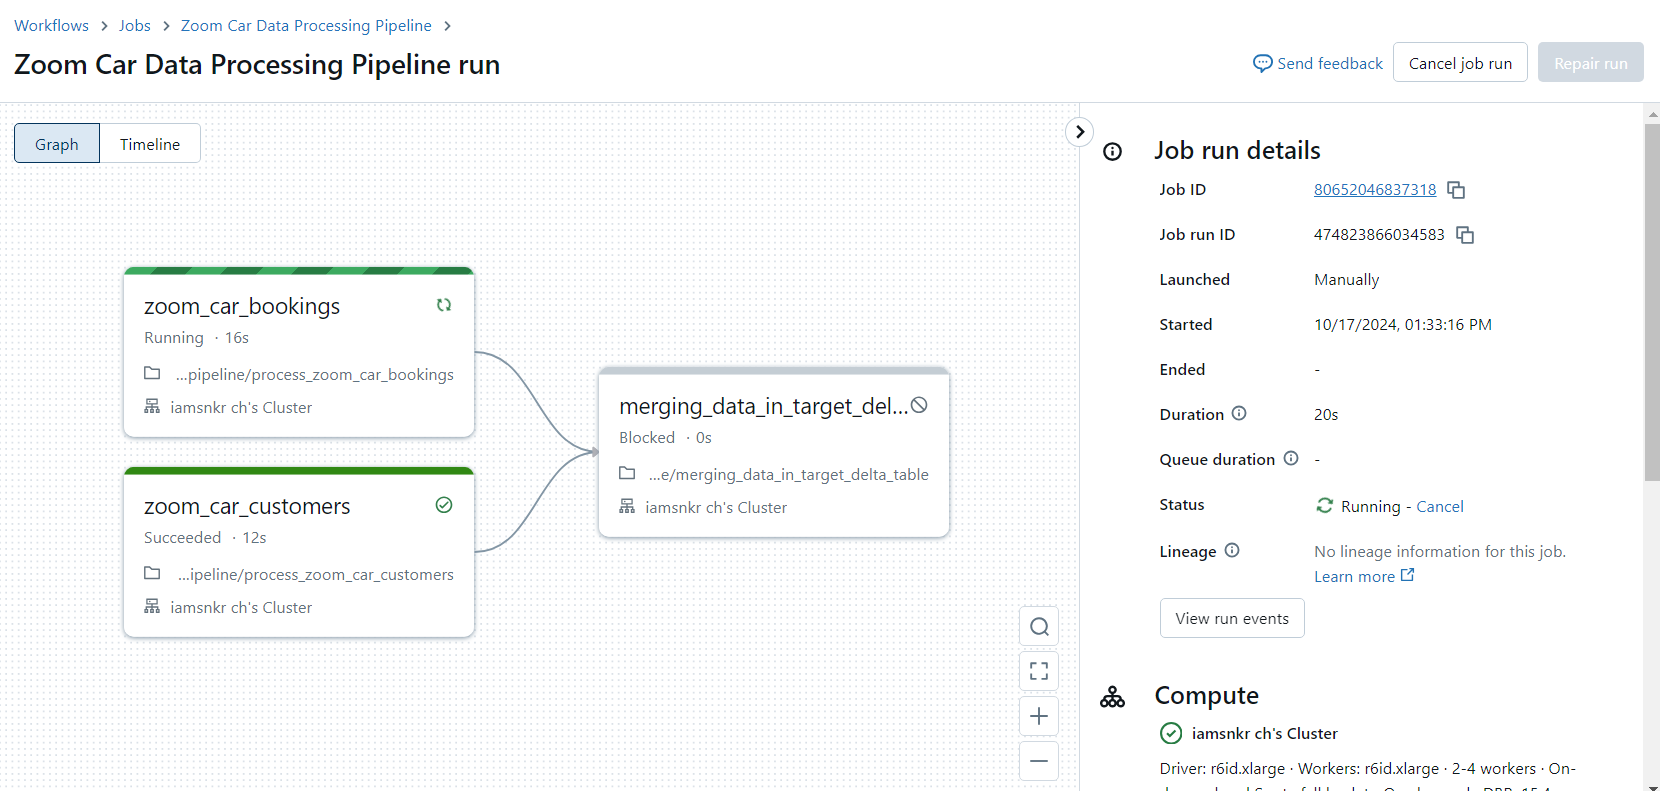 Workflows > Jobs > Zoom Car Data Processing Pipeline >
Zoom Car Data Processing Pipeline run
Send feedback
Cancel job run
Repair run
Graph
Timeline
zoom_car_bookings
Running · 16s
...pipeline/process_zoom_car_bookings
iamsnkr ch's Cluster
zoom_car_customers
Succeeded · 12s
...ipeline/process_zoom_car_customers
iamsnkr ch's Cluster
merging_data_in_target_del...
Blocked · 0s
...e/merging_data_in_target_delta_table
iamsnkr ch's Cluster
Job run details
Job ID 80652046837318
Job run ID 474823866034583
Launched Manually
Started 10/17/2024, 01:33:16 PM
Ended -
Duration 20s
Queue duration -
Status Running - Cancel
Lineage No lineage information for this job.
Learn more
View run events
Compute
iamsnkr ch's Cluster
Driver: r6id.xlarge · Workers: r6id.xlarge · 2-4 workers · On-